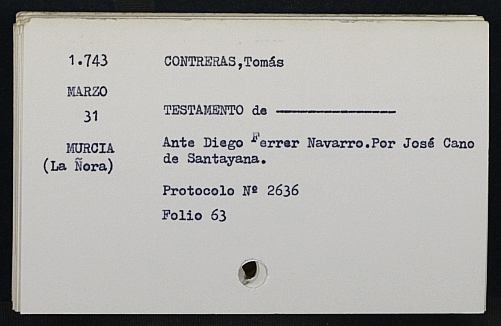 1.743
CONTRERAS,Tomás
MARZO
31
TESTAMENTO de ----------------
MURCIA
(La Ñora)
Ante Diego Ferrer Navarro.Por José Cano
de Santayana.
Protocolo Nº 2636
Folio 63